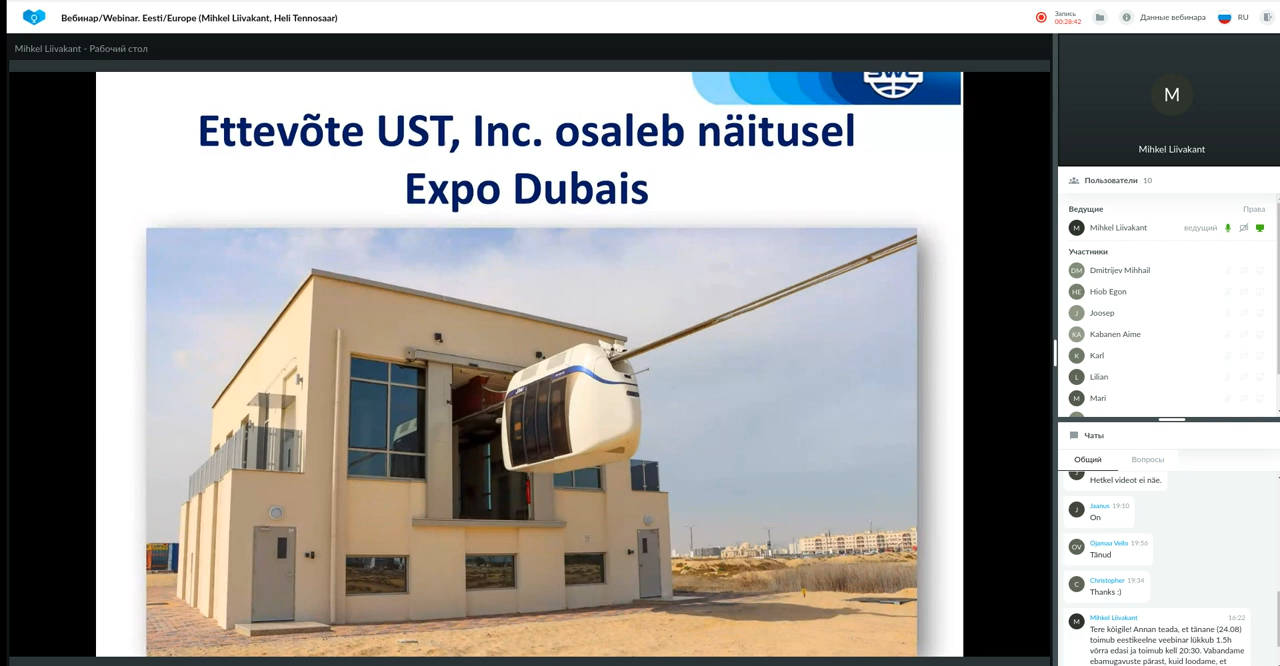 Вебинар/Webinar. Eesti/Europe (Mihkel Liivakant, Heli Tennosaar)
Запись
00:28:42
Данные вебинара
RU
Mihkel Liivakant - Рабочий стол
SWC
Ettevõte UST, Inc. osaleb näitusel
Expo Dubais
M
Mihkel Liivakant
Пользователи 10
Ведущие Права
M Mihkel Liivakant ведущий
Участники
DM Dmitrijev Mihhail
HE Hiob Egon
J Joosep
KA Kabanen Aime
K Karl
L Lilian
M Mari
Чаты
Общий Вопросы
Hetkel videot ei näe.
J Jaanus 19:10
On
OV Ojamaa Vello 19:56
Tänud
C Christopher 19:34
Thanks :)
M Mihkel Liivakant 16:22
Tere kõigile! Annan teada, et tänane (24.08)
toimub eestikeelne veebinar lükkub 1.5h
võrra edasi ja toimub kell 20:30. Vabandame
ebamugavuste pärast, kuid loodame, et